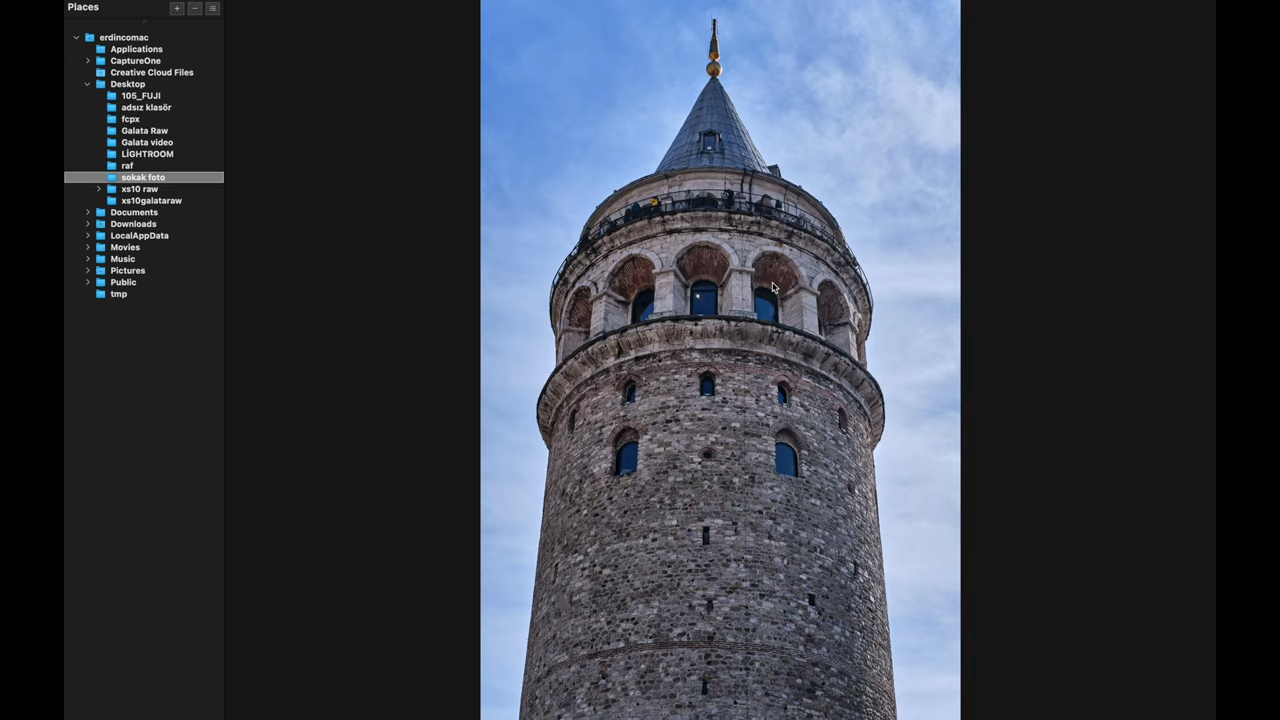 Places
erdincomac
Applications
CaptureOne
Creative Cloud Files
Desktop
105_FUJI
adsız klasör
fcpx
Galata Raw
Galata video
LİGHTROOM
raf
sokak foto
xs10 raw
xs10galataraw
Documents
Downloads
LocalAppData
Movies
Music
Pictures
Public
tmp